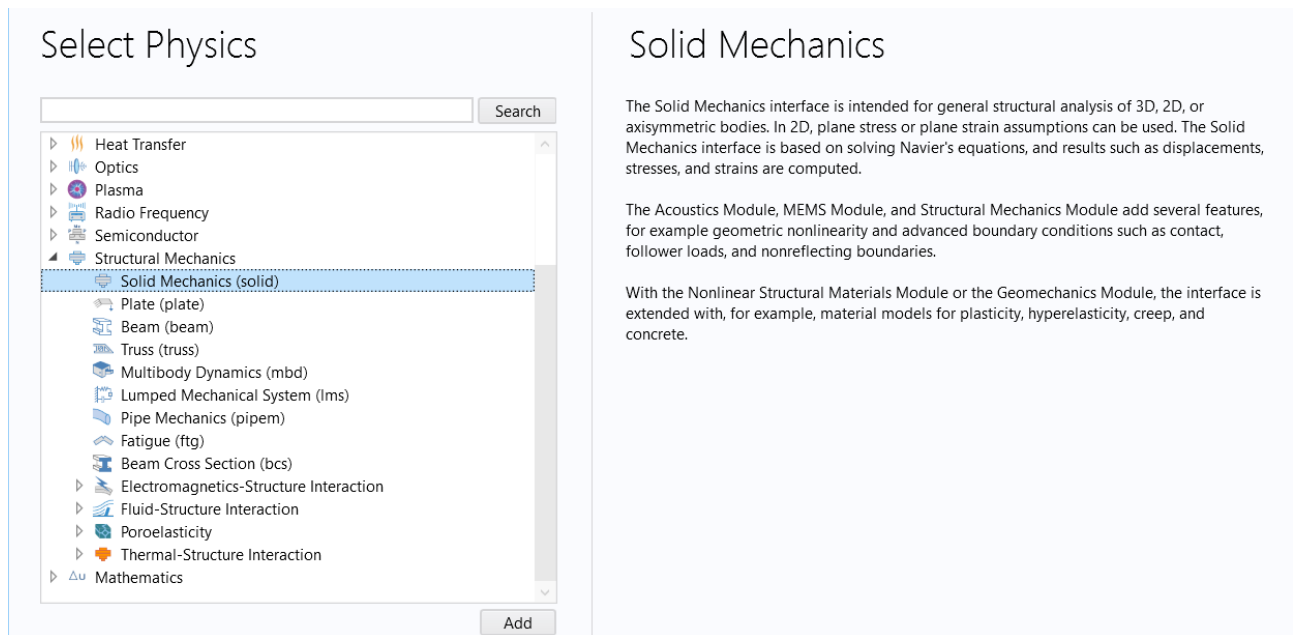 Select Physics
Search
Heat Transfer
Optics
Plasma
Radio Frequency
Semiconductor
Structural Mechanics
Solid Mechanics (solid)
Plate (plate)
Beam (beam)
Truss (truss)
Multibody Dynamics (mbd)
Lumped Mechanical System (lms)
Pipe Mechanics (pipem)
Fatigue (ftg)
Beam Cross Section (bcs)
Electromagnetics-Structure Interaction
Fluid-Structure Interaction
Poroelasticity
Thermal-Structure Interaction
Δu Mathematics
Add
Solid Mechanics
The Solid Mechanics interface is intended for general structural analysis of 3D, 2D, or
axisymmetric bodies. In 2D, plane stress or plane strain assumptions can be used. The Solid
Mechanics interface is based on solving Navier's equations, and results such as displacements,
stresses, and strains are computed.
The Acoustics Module, MEMS Module, and Structural Mechanics Module add several features,
for example geometric nonlinearity and advanced boundary conditions such as contact,
follower loads, and nonreflecting boundaries.
With the Nonlinear Structural Materials Module or the Geomechanics Module, the interface is
extended with, for example, material models for plasticity, hyperelasticity, creep, and
concrete.